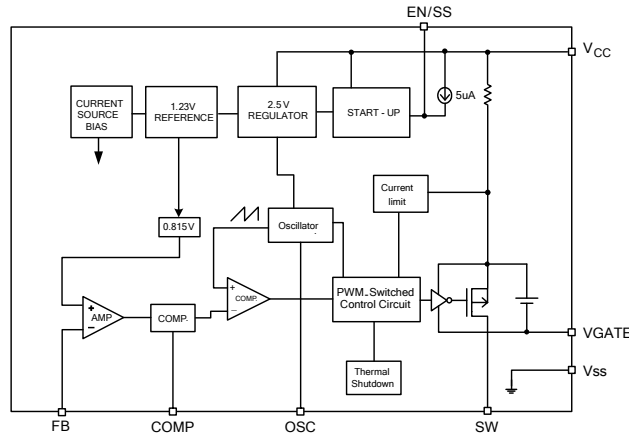 EN/SS
VCC
CURRENT
SOURCE
BIAS
1.23V
REFERENCE
2.5V
REGULATOR
START - UP
5uA
Current
limit
0.815V
Oscillator
+
−
AMP
COMP.
+
−
COMP.
PWM-Switched
Control Circuit
VGATE
Thermal
Shutdown
Vss
FB
COMP
OSC
SW